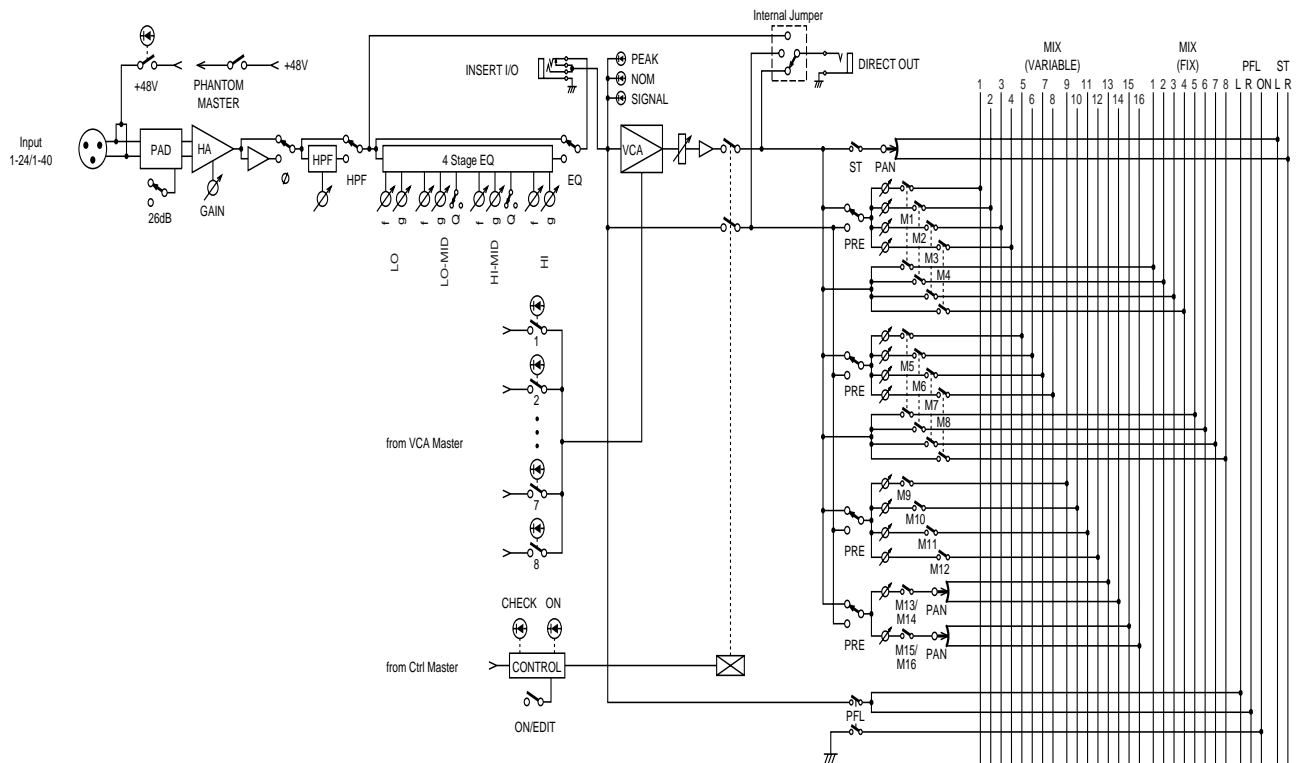 Internal Jumper
MIX
(VARIABLE)
MIX
(FIX)
PFL
ST
1 3 5 7 9 11 13 15 1 2 3 4 5 6 7 8 L R ON L R
2 4 6 8 10 12 14 16
+48V
PHANTOM
MASTER
+48V
INSERT I/O
PEAK
NOM
SIGNAL
DIRECT OUT
Input
1-24/1-40
PAD
HA
26dB
GAIN
Ø
HPF
HPF
4 Stage EQ
EQ
VCA
ST
PAN
f g f g Q f g Q f g
LO
LO-MID
HI-MID
HI
PRE
M1
M2
M3
M4
PRE
M5
M6
M7
M8
1
2
from VCA Master
7
8
PRE
M9
M10
M11
M12
PRE
M13/
M14
PAN
M15/
M16
PAN
CHECK
ON
from Ctrl Master
CONTROL
ON/EDIT
PFL